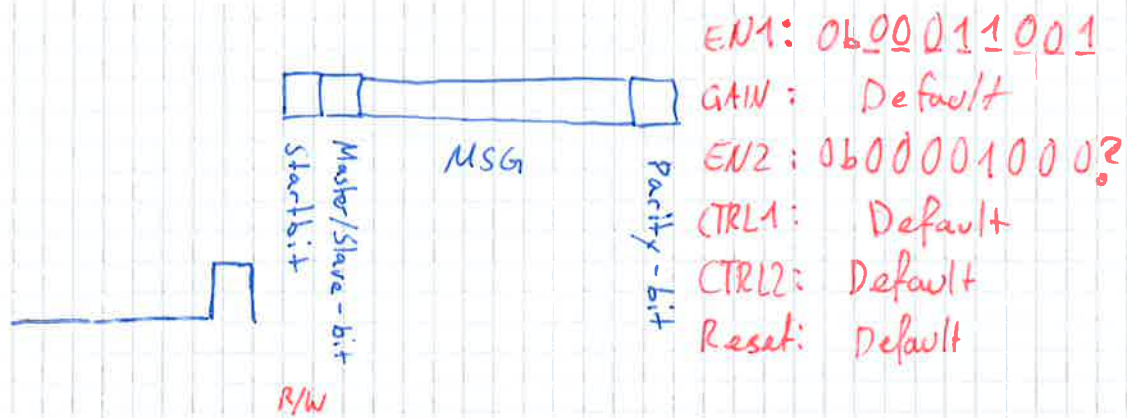 EN1: 0b00011001
GAIN: Default
EN2: 0b00001000?
CTRL1: Default
CTRL2: Default
Reset: Default
Startbit
Master/Slave-bit
MSG
Parity-bit
R/W